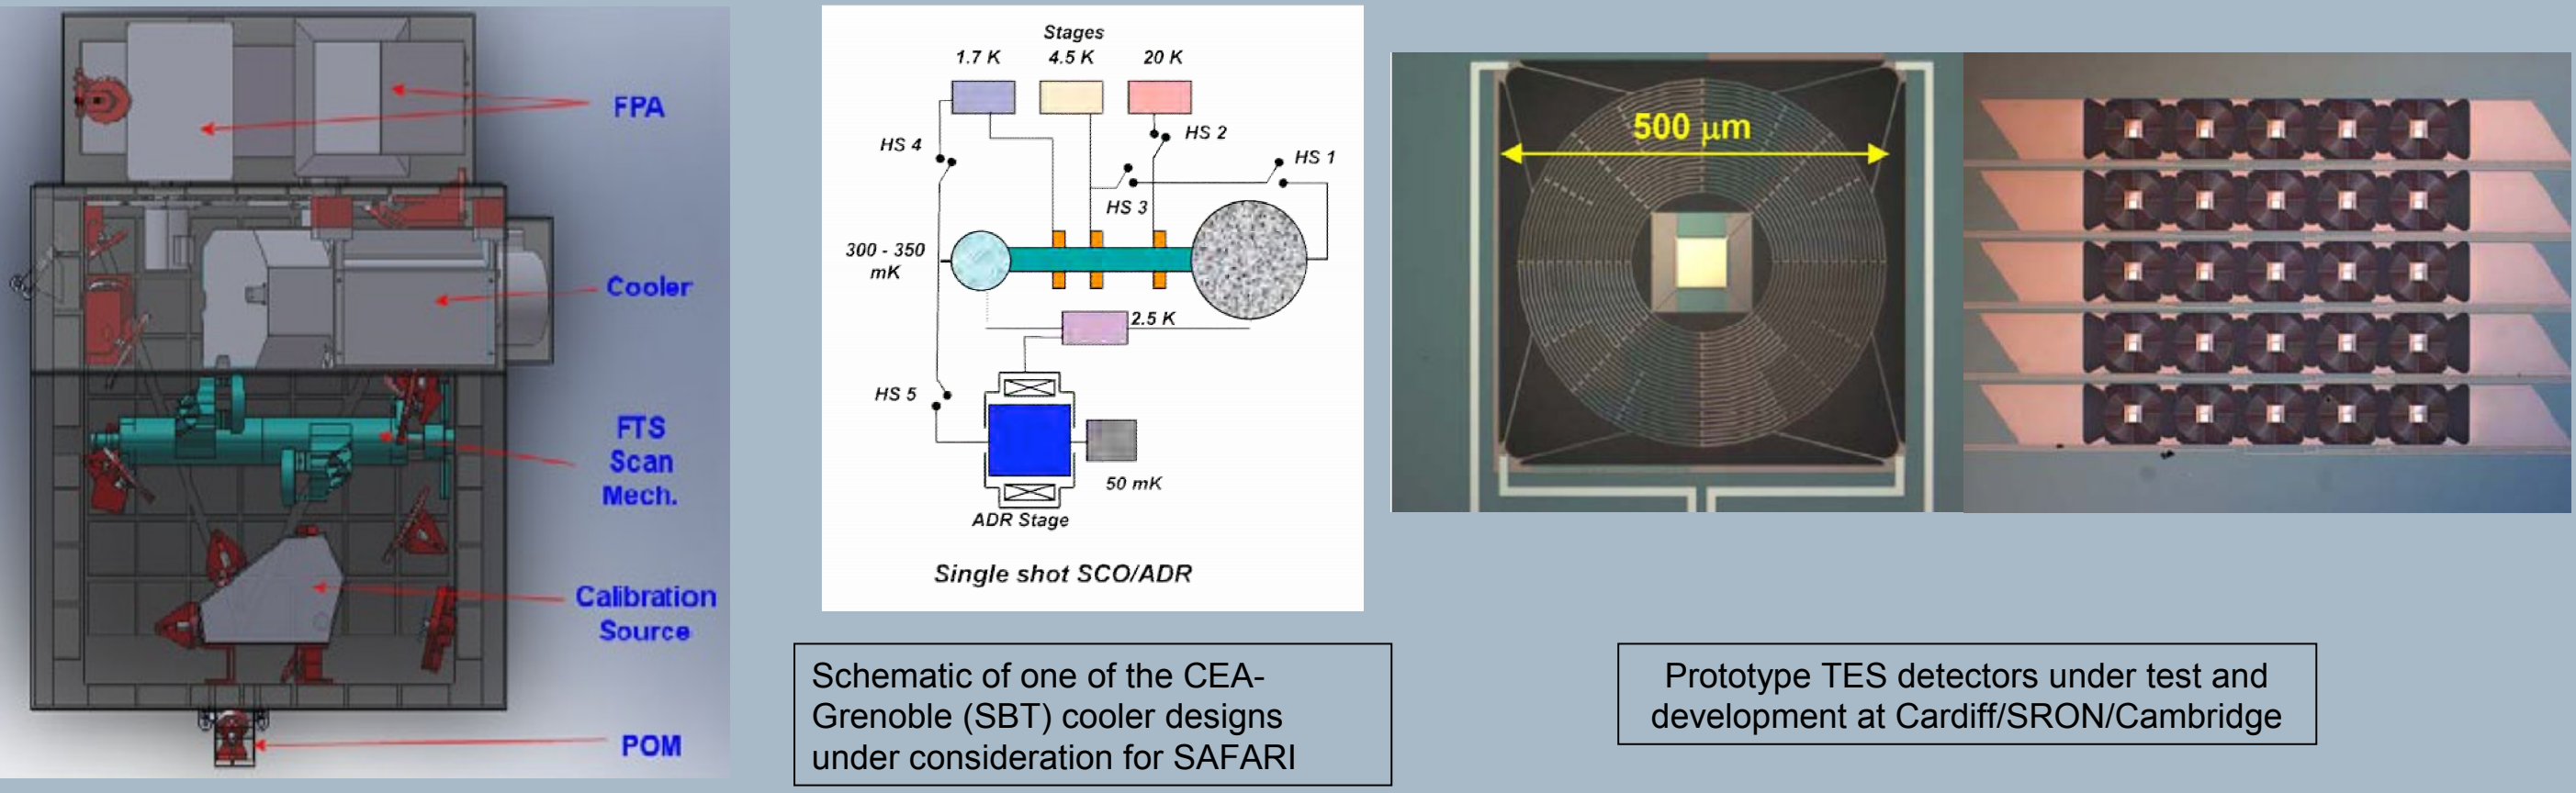 FPA
Cooler
FTS
Scan
Mech.
Calibration
Source
POM
Stages
1.7 K 4.5 K 20 K
HS 4
HS 2
HS 1
HS 3
300 - 350
mK
2.5 K
HS 5
50 mK
ADR Stage
Single shot SCO/ADR
Schematic of one of the CEA-
Grenoble (SBT) cooler designs
under consideration for SAFARI
500 μm
Prototype TES detectors under test and
development at Cardiff/SRON/Cambridge